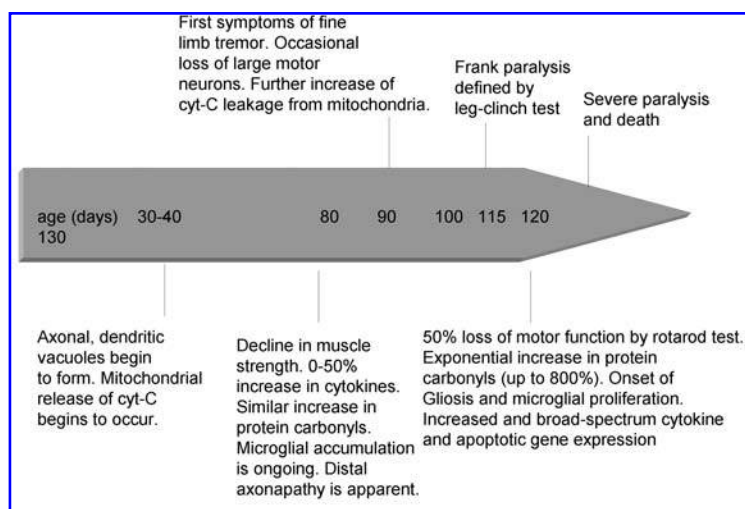 First symptoms of fine
limb tremor. Occasional
loss of large motor
neurons. Further increase of
cyt-C leakage from mitochondria.
Frank paralysis
defined by
leg-clinch test
Severe paralysis
and death
age (days) 30-40 80 90 100 115 120
130
Axonal, dendritic
vacuoles begin
to form. Mitochondrial
release of cyt-C
begins to occur.
Decline in muscle
strength. 0-50%
increase in cytokines.
Similar increase in
protein carbonyls.
Microglial accumulation
is ongoing. Distal
axonapathy is apparent.
50% loss of motor function by rotarod test.
Exponential increase in protein
carbonyls (up to 800%). Onset of
Gliosis and microglial proliferation.
Increased and broad-spectrum cytokine
and apoptotic gene expression